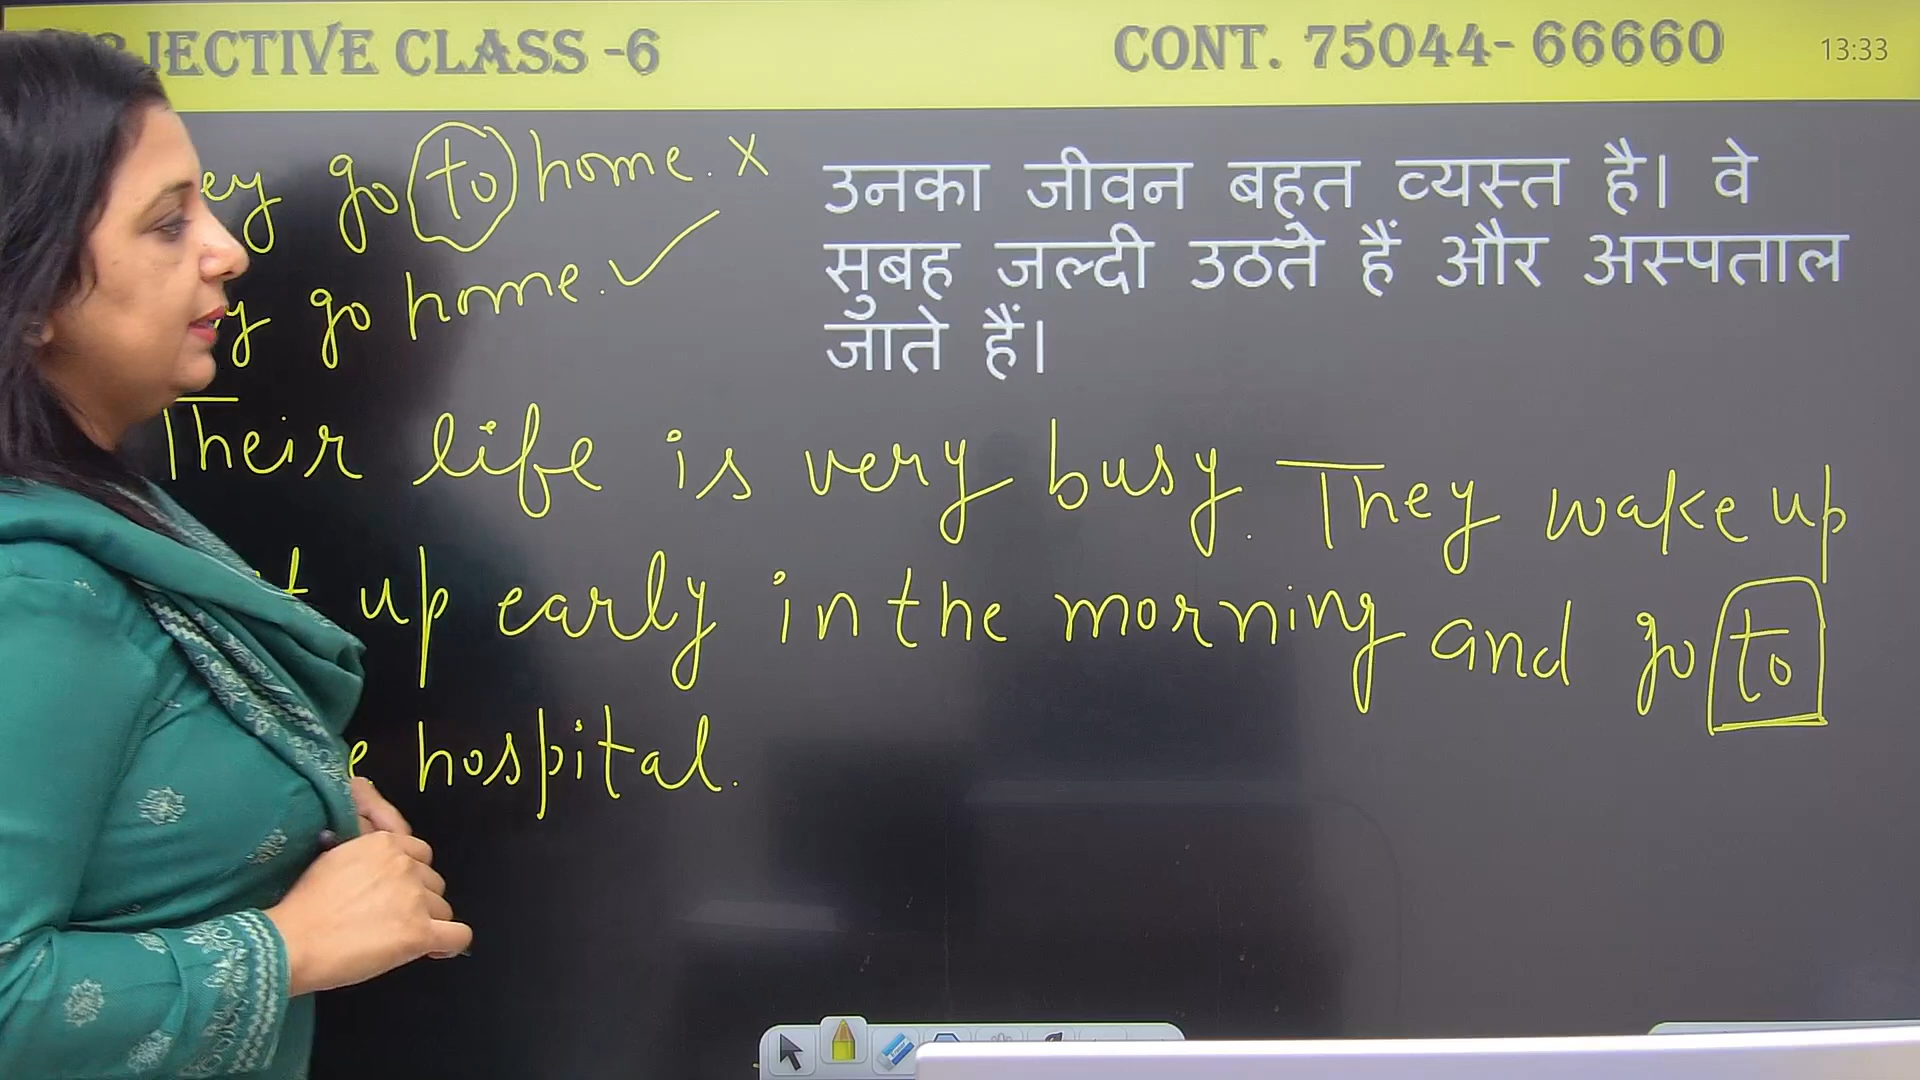 CLASS -6
CONT. 75044- 66660
13:33
go to home. x
go home. ✓
उनका जीवन बहुत व्यस्त है। वे
सुबह जल्दी उठते हैं और अस्पताल
जाते हैं।
Their life is very busy. They wake up
up early in the morning and go to
hospital.